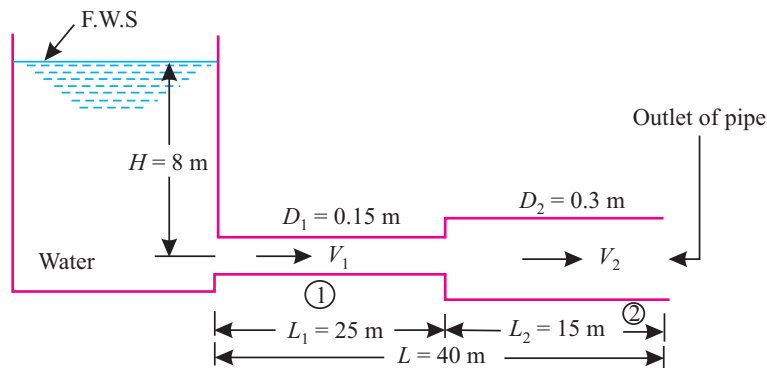 F.W.S
Outlet of pipe
H = 8 m
D₁ = 0.15 m
D₂ = 0.3 m
Water
V₁
V₂
①
②
L₁ = 25 m
L₂ = 15 m
L = 40 m